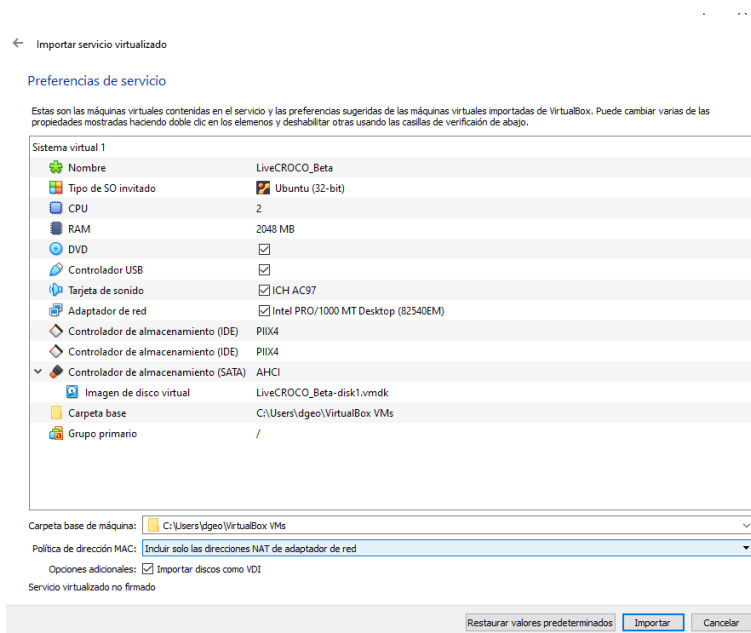 Importar servicio virtualizado
Preferencias de servicio
Estas son las máquinas virtuales contenidas en el servicio y las preferencias sugeridas de las máquinas virtuales importadas de VirtualBox. Puede cambiar varias de las
propiedades mostradas haciendo doble clic en los elemenos y deshabilitar otras usando las casillas de verificaión de abajo.
Sistema virtual 1
Nombre LiveCROCO_Beta
Tipo de SO invitado Ubuntu (32-bit)
CPU 2
RAM 2048 MB
DVD
Controlador USB
Tarjeta de sonido ICH AC97
Adaptador de red Intel PRO/1000 MT Desktop (82540EM)
Controlador de almacenamiento (IDE) PIIX4
Controlador de almacenamiento (IDE) PIIX4
Controlador de almacenamiento (SATA) AHCI
Imagen de disco virtual LiveCROCO_Beta-disk1.vmdk
Carpeta base C:\Users\dgeo\VirtualBox VMs
Grupo primario /
Carpeta base de máquina: C:\Users\dgeo\VirtualBox VMs
Política de dirección MAC: Incluir solo las direcciones NAT de adaptador de red
Opciones adicionales: Importar discos como VDI
Servicio virtualizado no firmado
Restaurar valores predeterminados Importar Cancelar